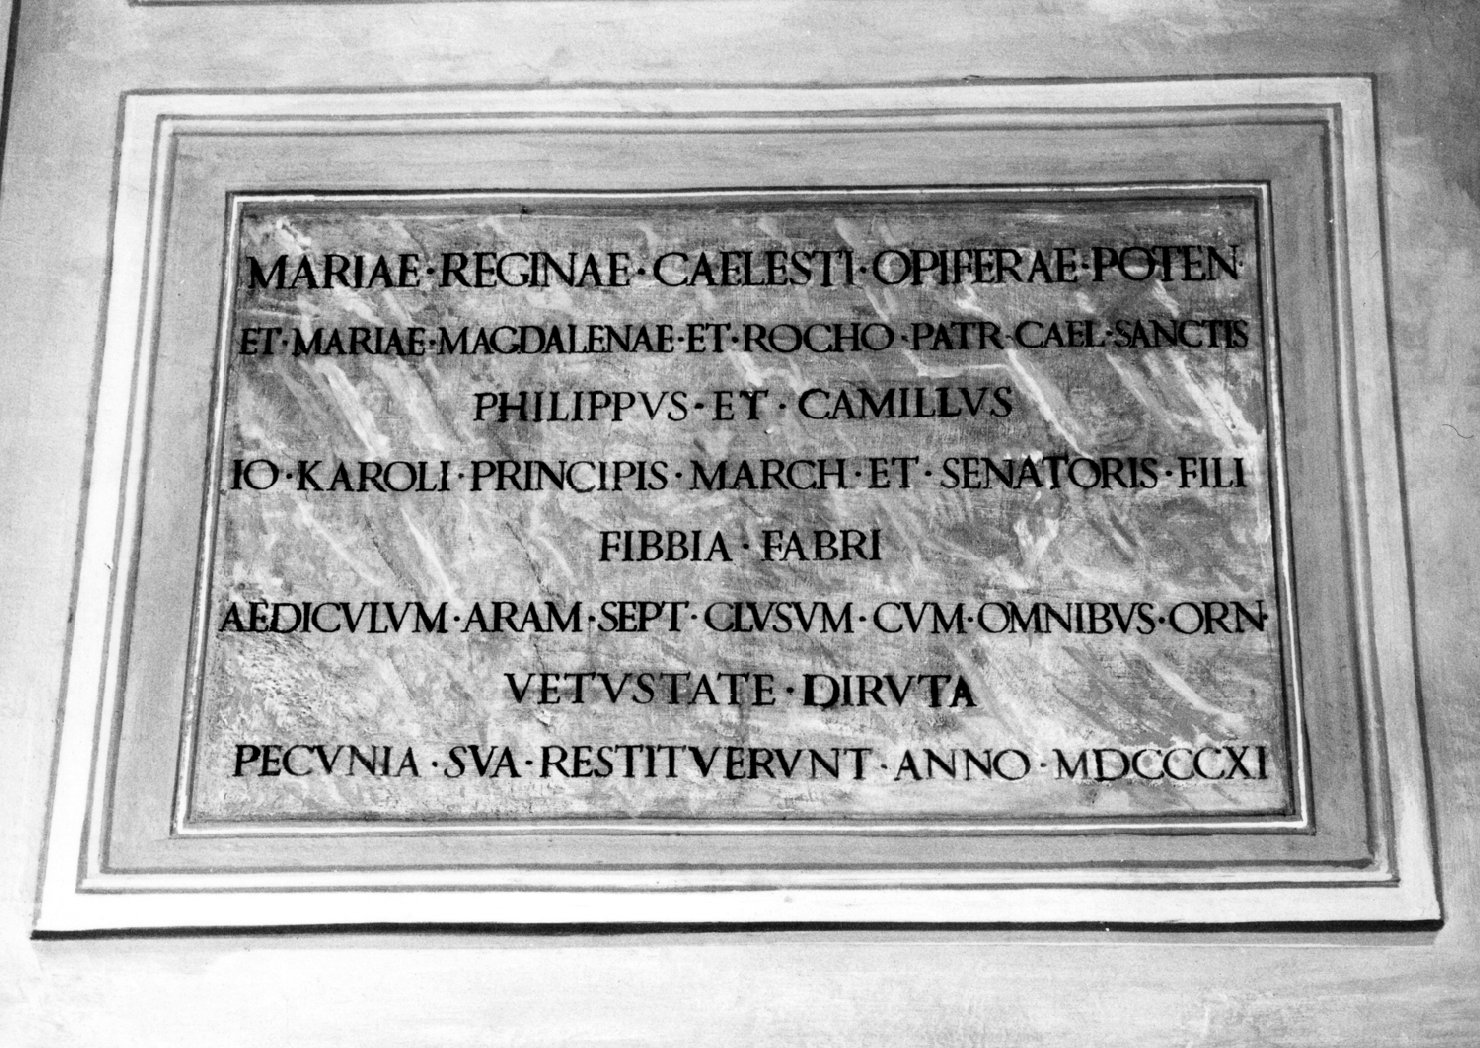 MARIAE·REGINAE·CAELESTI·OPIFERAE·POTEN·
ET·MARIAE·MAGDALENAE·ET·ROCHO·PATR·CAEL·SANCTIS
PHILIPPVS·ET·CAMILLVS
IO·KAROLI·PRINCIPIS·MARCH·ET·SENATORIS·FILI
FIBBIA·FABRI
AEDICVLVM·ARAM·SEPT·CLVSVM·CVM·OMNIBVS·ORN·
VETVSTATE·DIRVTA
PECVNIA·SVA·RESTITVERVNT·ANNO·MDCCCXI